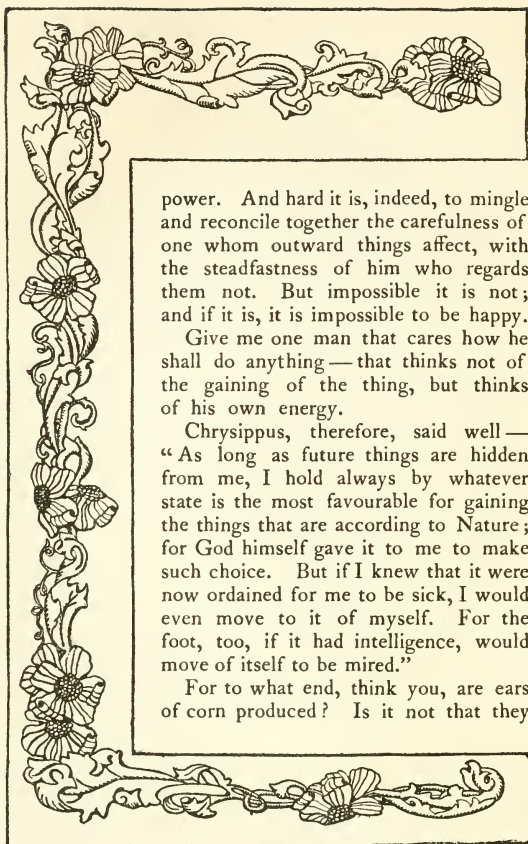 power. And hard it is, indeed, to mingle
and reconcile together the carefulness of
one whom outward things affect, with
the steadfastness of him who regards
them not. But impossible it is not;
and if it is, it is impossible to be happy.
Give me one man that cares how he
shall do anything — that thinks not of
the gaining of the thing, but thinks
of his own energy.
Chrysippus, therefore, said well —
“As long as future things are hidden
from me, I hold always by whatever
state is the most favourable for gaining
the things that are according to Nature;
for God himself gave it to me to make
such choice. But if I knew that it were
now ordained for me to be sick, I would
even move to it of myself. For the
foot, too, if it had intelligence, would
move of itself to be mired.”
For to what end, think you, are ears
of corn produced? Is it not that they